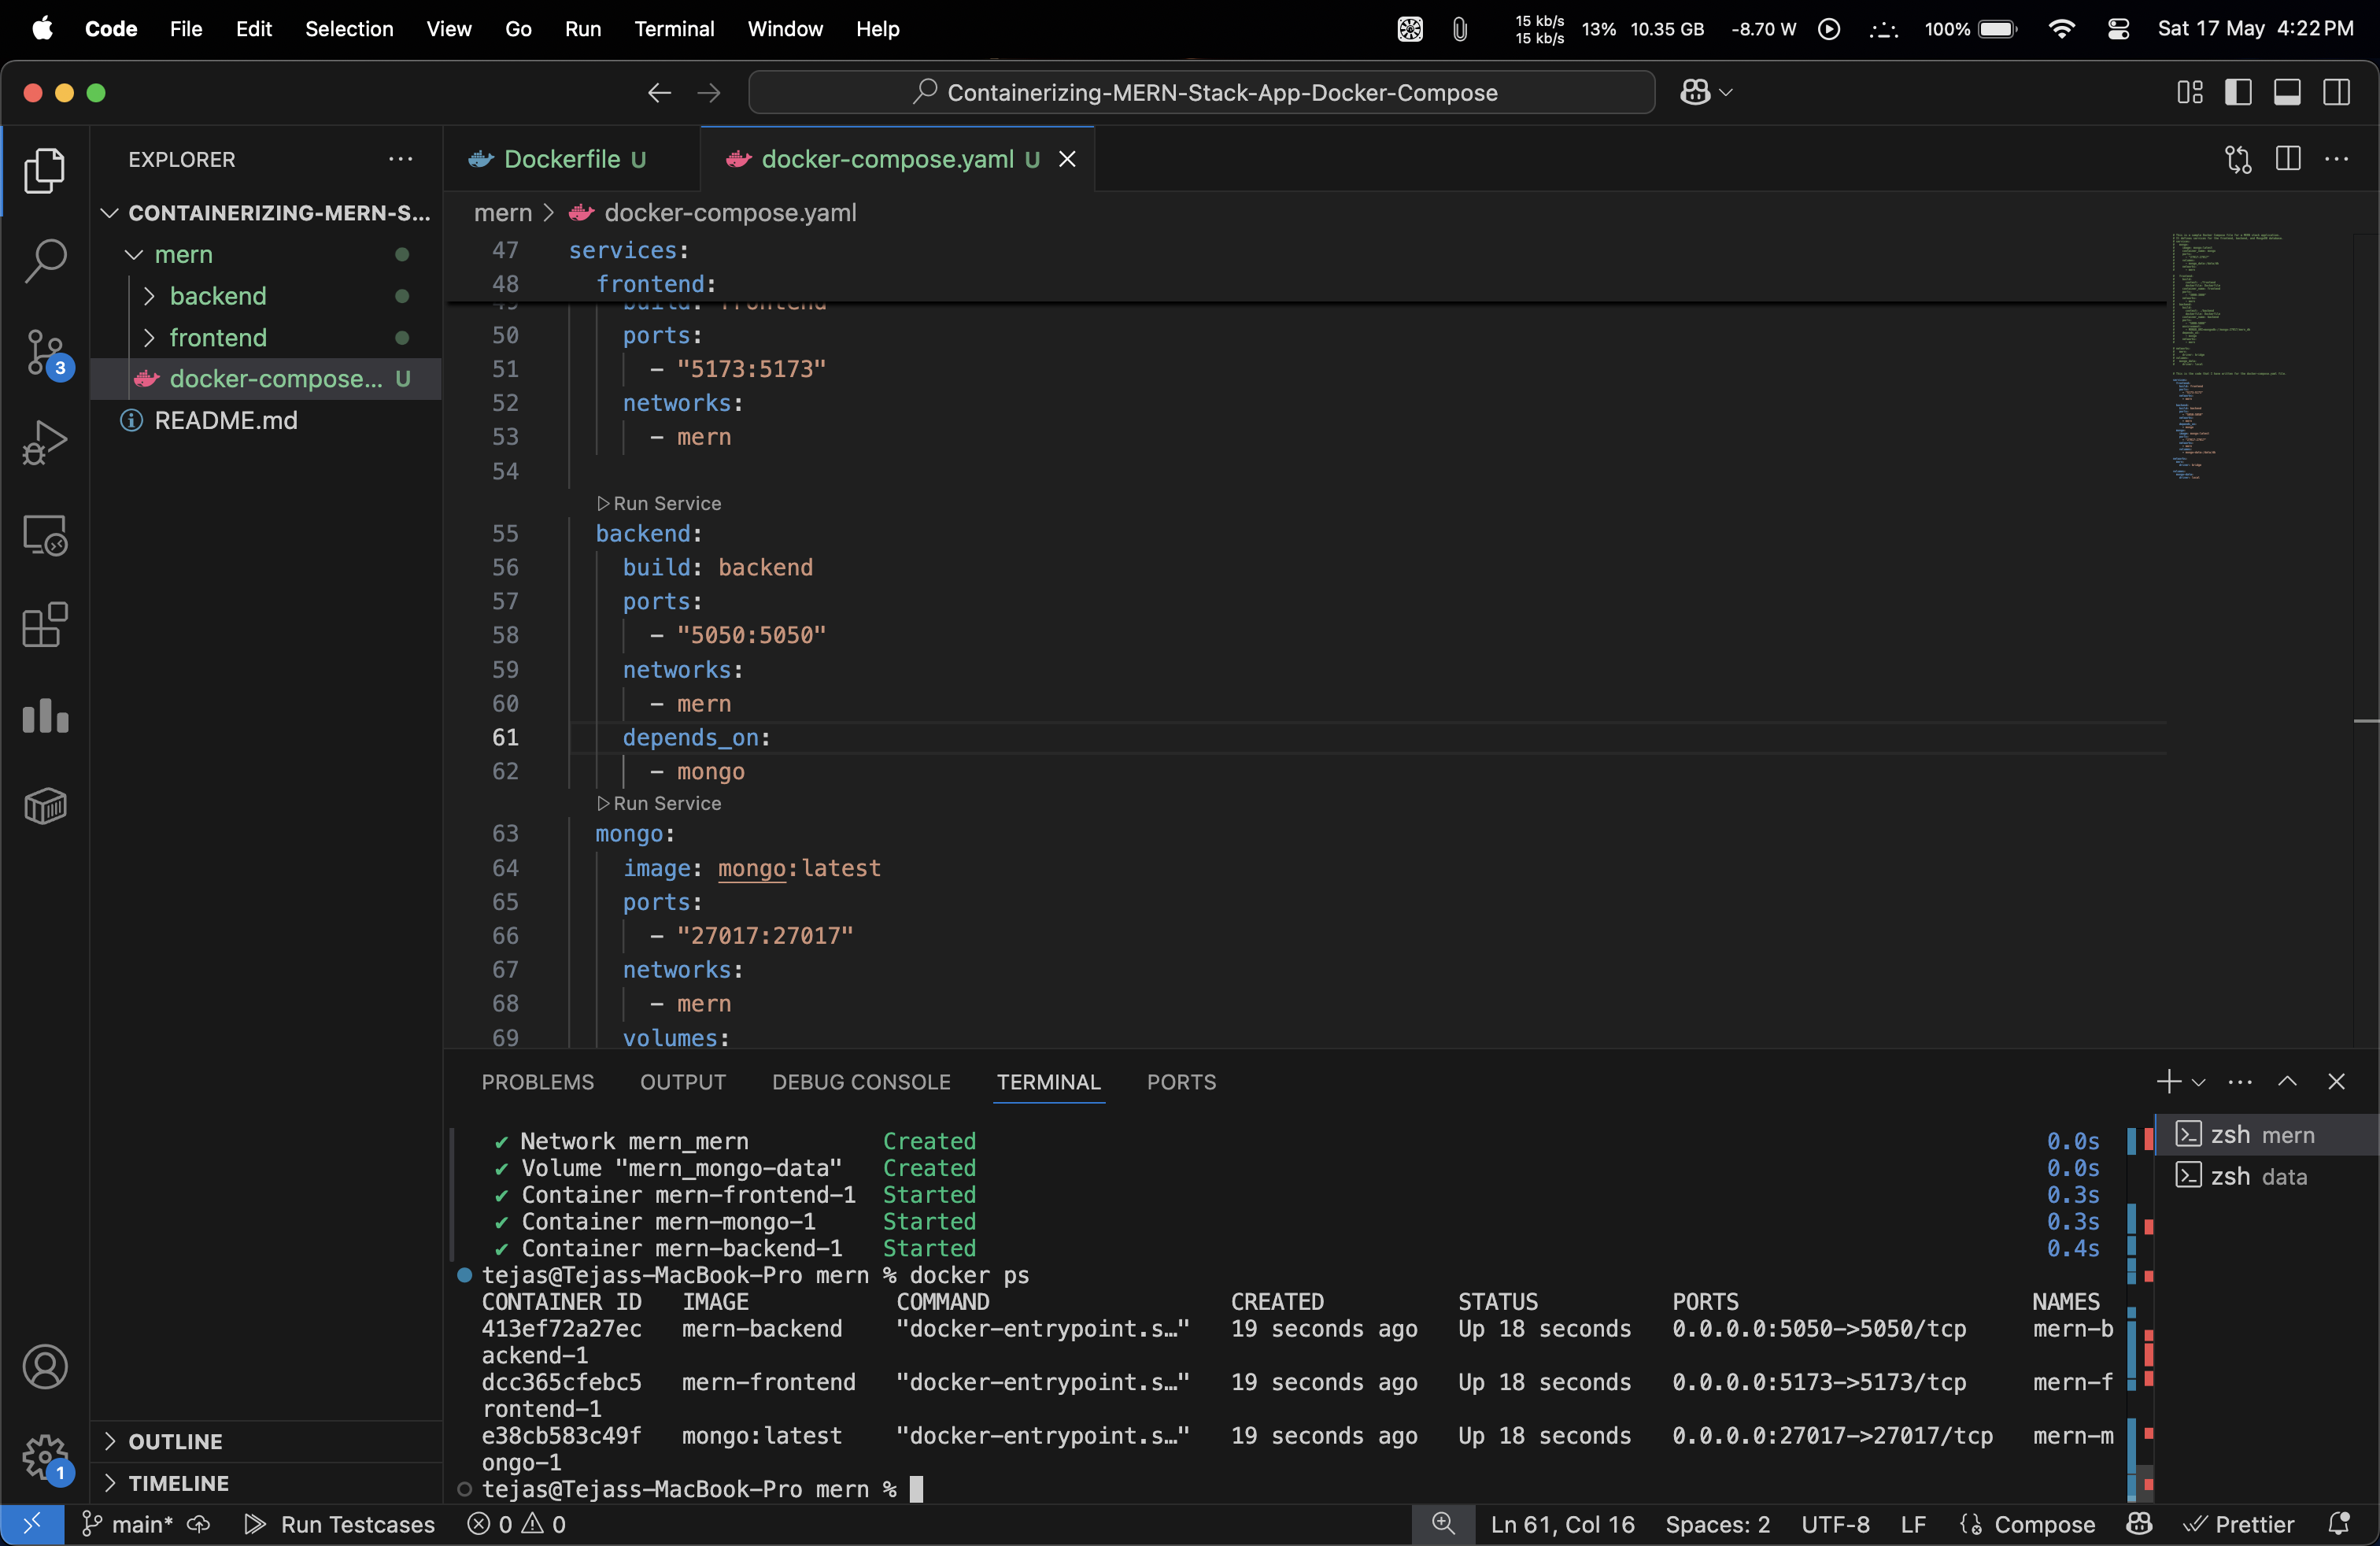 Code File Edit Selection View Go Run Terminal Window Help 15 kb/s 15 kb/s 13% 10.35 GB -8.70 W 100% Sat 17 May 4:22 PM
Containerizing-MERN-Stack-App-Docker-Compose
EXPLORER
CONTAINERIZING-MERN-S...
mern
backend
frontend
docker-compose... U
README.md
3
OUTLINE
TIMELINE
1
Dockerfile U docker-compose.yaml U
mern > docker-compose.yaml
47 services:
48 frontend:
49 build: frontend
50 ports:
51 - "5173:5173"
52 networks:
53 - mern
54
Run Service
55 backend:
56 build: backend
57 ports:
58 - "5050:5050"
59 networks:
60 - mern
61 depends_on:
62 - mongo
Run Service
63 mongo:
64 image: mongo:latest
65 ports:
66 - "27017:27017"
67 networks:
68 - mern
69 volumes:
PROBLEMS OUTPUT DEBUG CONSOLE TERMINAL PORTS
✔ Network mern_mern Created 0.0s
✔ Volume "mern_mongo-data" Created 0.0s
✔ Container mern-frontend-1 Started 0.3s
✔ Container mern-mongo-1 Started 0.3s
✔ Container mern-backend-1 Started 0.4s
tejas@Tejass-MacBook-Pro mern % docker ps
CONTAINER ID IMAGE COMMAND CREATED STATUS PORTS NAMES
413ef72a27ec mern-backend "docker-entrypoint.s…" 19 seconds ago Up 18 seconds 0.0.0.0:5050->5050/tcp mern-b
ackend-1
dcc365cfebc5 mern-frontend "docker-entrypoint.s…" 19 seconds ago Up 18 seconds 0.0.0.0:5173->5173/tcp mern-f
rontend-1
e38cb583c49f mongo:latest "docker-entrypoint.s…" 19 seconds ago Up 18 seconds 0.0.0.0:27017->27017/tcp mern-m
ongo-1
tejas@Tejass-MacBook-Pro mern %
zsh mern
zsh data
main* Run Testcases 0 0 Ln 61, Col 16 Spaces: 2 UTF-8 LF Compose Prettier